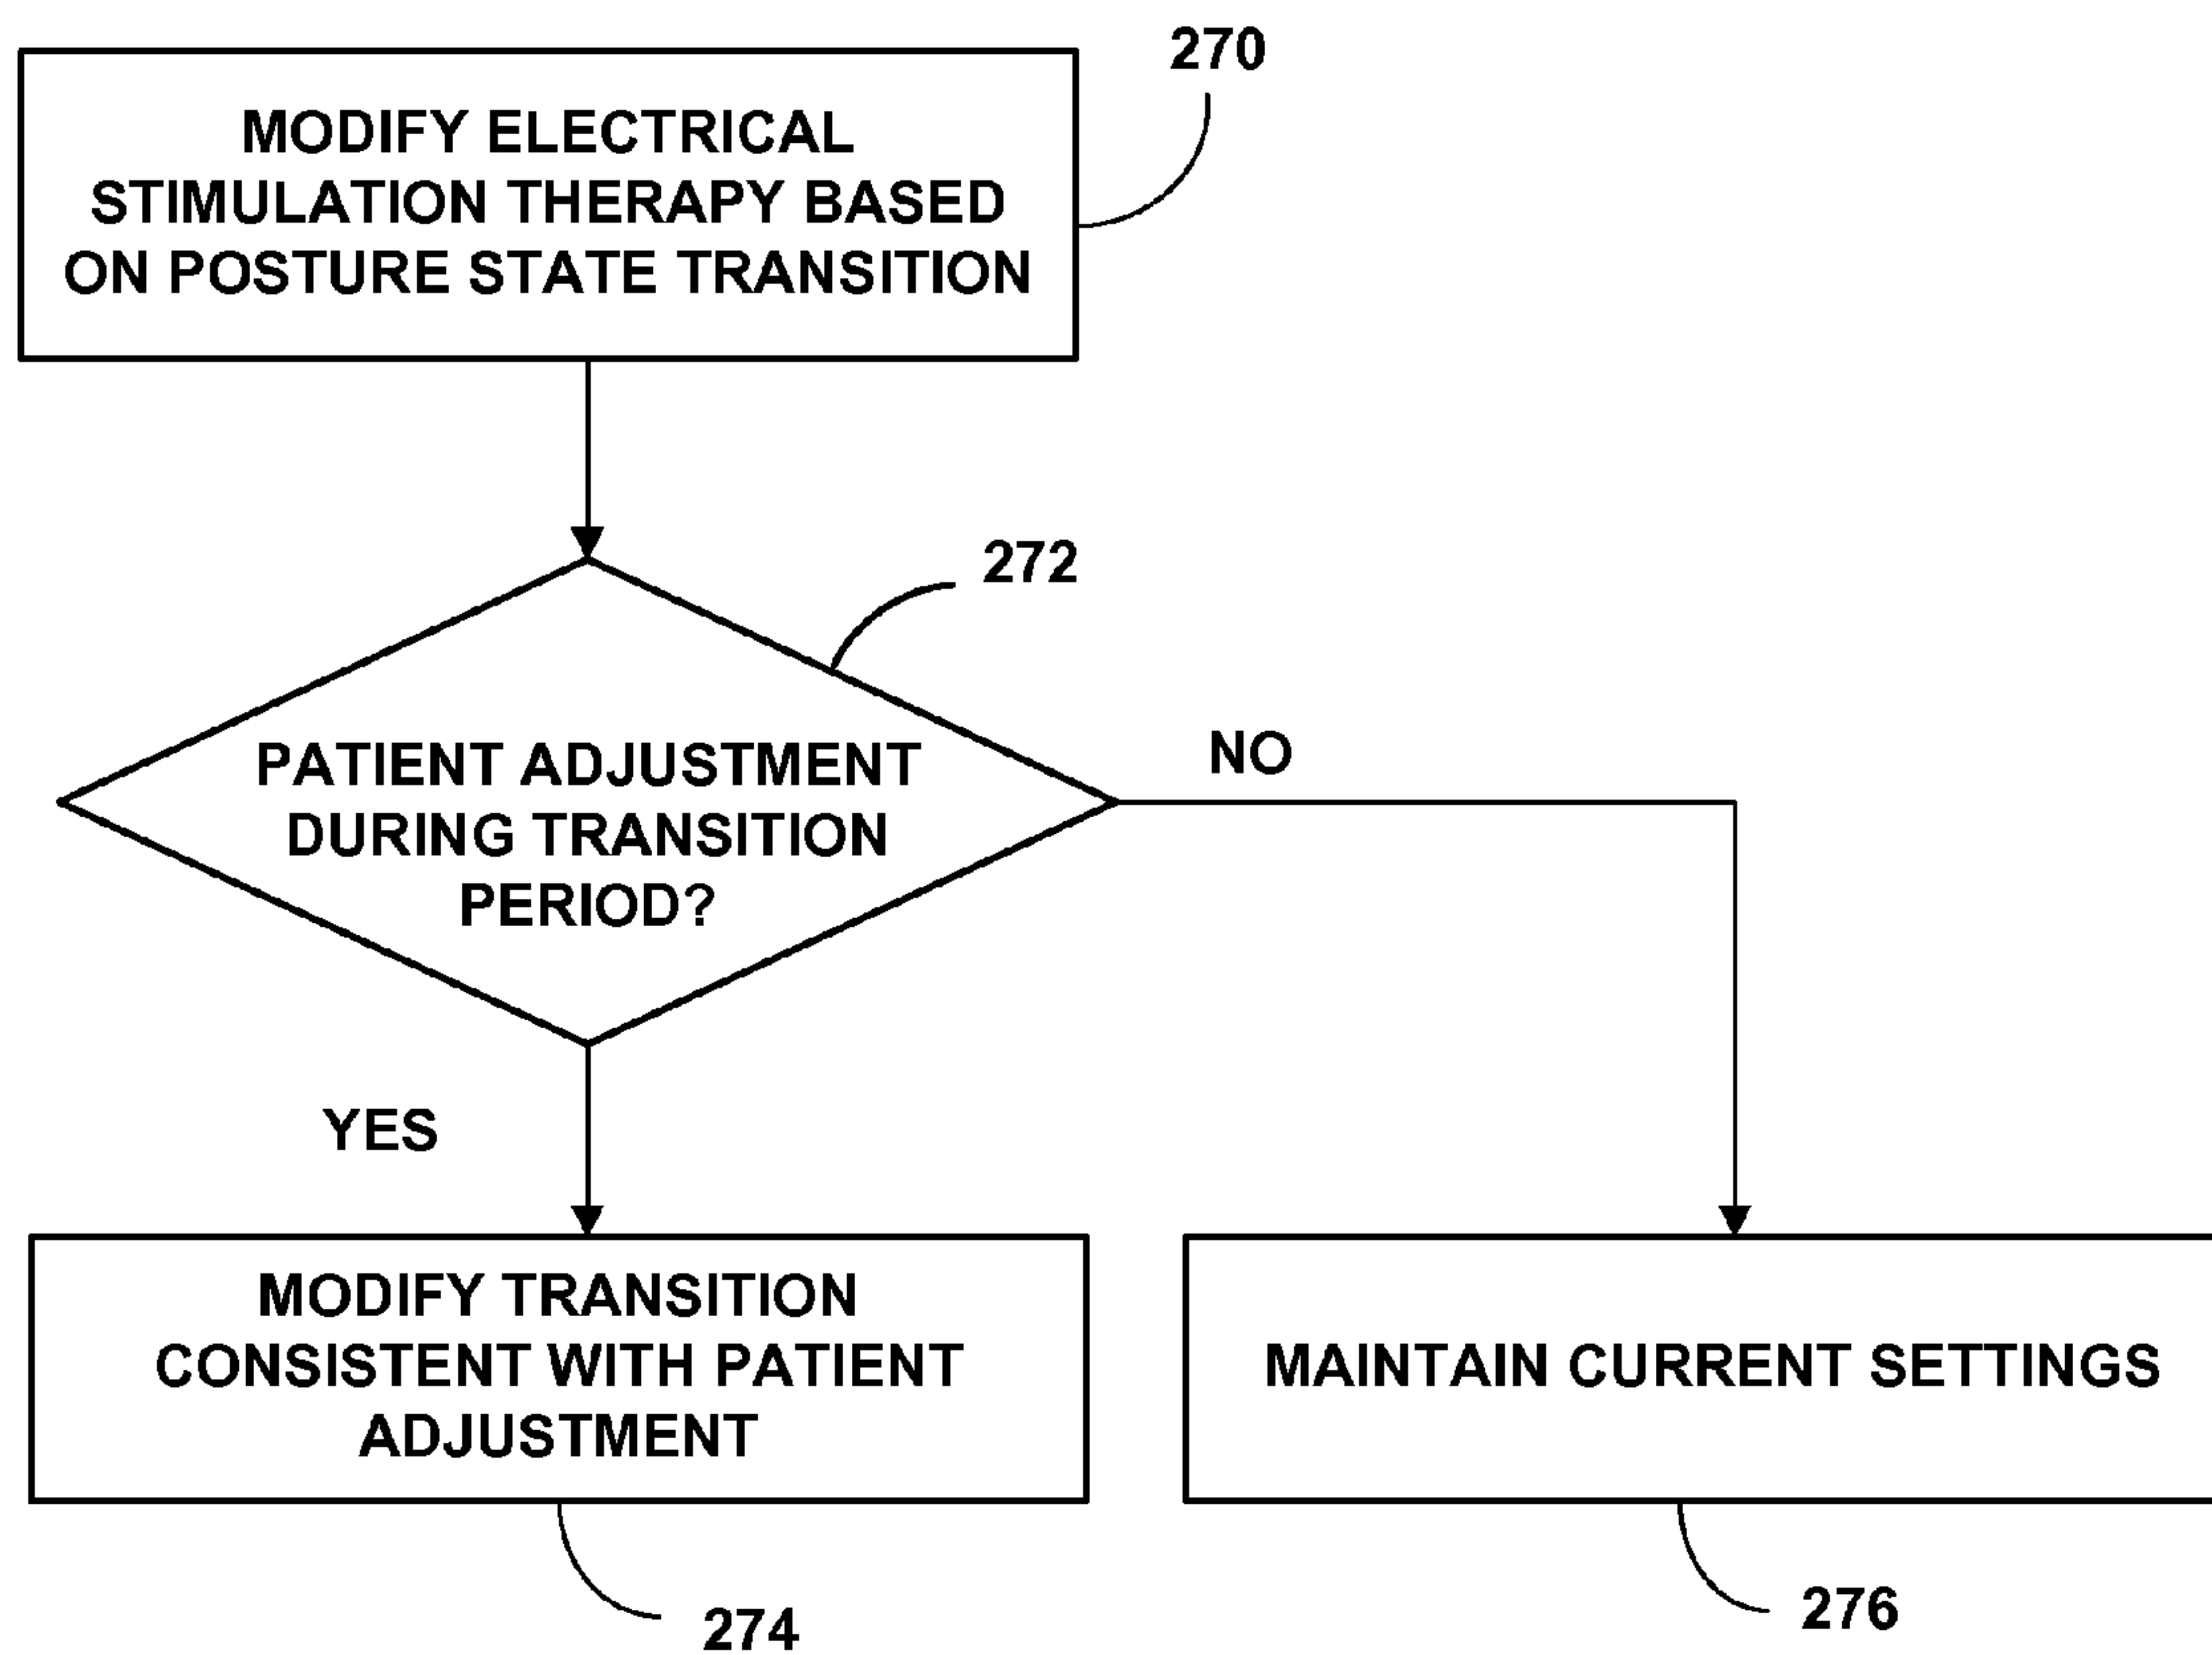 270
MODIFY ELECTRICAL
STIMULATION THERAPY BASED
ON POSTURE STATE TRANSITION
272
PATIENT ADJUSTMENT
DURING TRANSITION
PERIOD?
NO
YES
MODIFY TRANSITION
CONSISTENT WITH PATIENT
ADJUSTMENT
MAINTAIN CURRENT SETTINGS
274
276